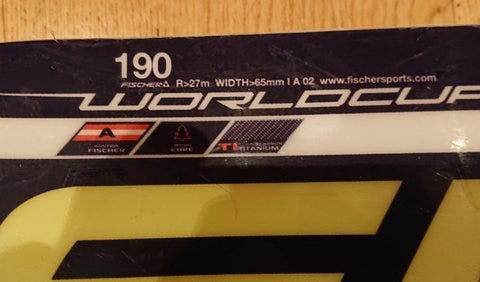 190
FISCHER R>27m WIDTH>65mm I A 02 www.fischersports.com
WORLDCUP
A
AUSTRIA
FISCHER
WOOD
CORE
TI
TITANIUM